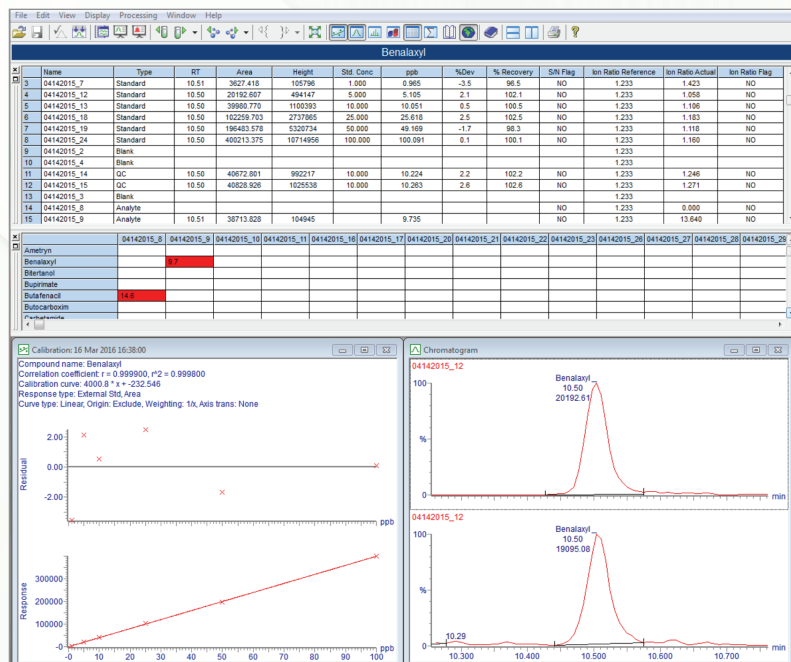 File Edit View Display Processing Window Help
Benalaxyl
Name Type RT Area Height Std. Conc ppb %Dev % Recovery S/N Flag Ion Ratio Reference Ion Ratio Actual Ion Ratio Flag
3 04142015_7 Standard 10.51 3627.418 105796 1.000 0.965 -3.5 96.5 NO 1.233 1.423 NO
4 04142015_12 Standard 10.50 20192.607 494147 5.000 5.105 2.1 102.1 NO 1.233 1.058 NO
5 04142015_13 Standard 10.50 39980.770 1100393 10.000 10.051 0.5 100.5 NO 1.233 1.106 NO
6 04142015_18 Standard 10.50 102259.703 2737865 25.000 25.618 2.5 102.5 NO 1.233 1.183 NO
7 04142015_19 Standard 10.50 196483.578 5320734 50.000 49.169 -1.7 98.3 NO 1.233 1.118 NO
8 04142015_24 Standard 10.50 400213.375 10714956 100.000 100.091 0.1 100.1 NO 1.233 1.160 NO
9 04142015_2 Blank 1.233
10 04142015_4 Blank 1.233
11 04142015_14 QC 10.50 40672.801 992217 10.000 10.224 2.2 102.2 NO 1.233 1.246 NO
12 04142015_15 QC 10.50 40828.926 1025538 10.000 10.263 2.6 102.6 NO 1.233 1.271 NO
13 04142015_3 Blank 1.233
14 04142015_8 Analyte NO 1.233 0.000 NO
15 04142015_9 Analyte 10.51 38713.828 104945 9.735 NO 1.233 13.640 NO
04142015_8 04142015_9 04142015_10 04142015_11 04142015_16 04142015_17 04142015_20 04142015_21 04142015_22 04142015_23 04142015_26 04142015_27 04142015_28 04142015_29
Ametryn
Benalaxyl 9.7
Bitertanol
Bupirimate
Butafenacil 14.6
Butocarboxim
Carbetamide
Calibration: 16 Mar 2016 16:38:00
Compound name: Benalaxyl
Correlation coefficient: r = 0.999900, r^2 = 0.999800
Calibration curve: 4000.8 * x + -232.546
Response type: External Std, Area
Curve type: Linear, Origin: Exclude, Weighting: 1/x, Axis trans: None
2.00
0.00
-2.00
Residual
ppb
300000
200000
100000
-0
Response
-0 10 20 30 40 50 60 70 80 90 100
ppb
Chromatogram
04142015_12
Benalaxyl
10.50
20192.61
100
%
0
min
04142015_12
Benalaxyl
10.50
19095.08
100
%
10.29
0
min
10.300 10.400 10.500 10.600 10.700